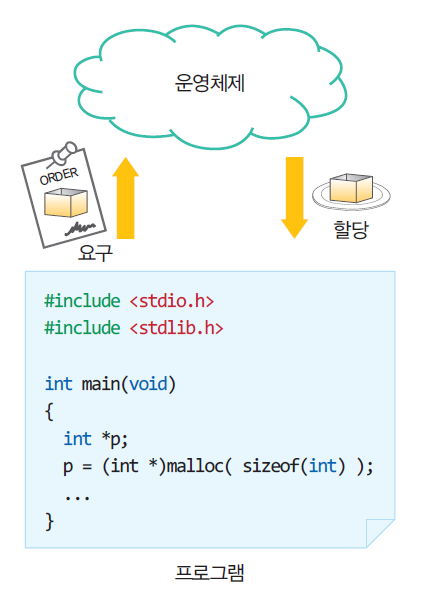 운영체제
ORDER
요구
할당
#include <stdio.h>
#include <stdlib.h>
int main(void)
{
int *p;
p = (int *)malloc( sizeof(int) );
...
}
프로그램